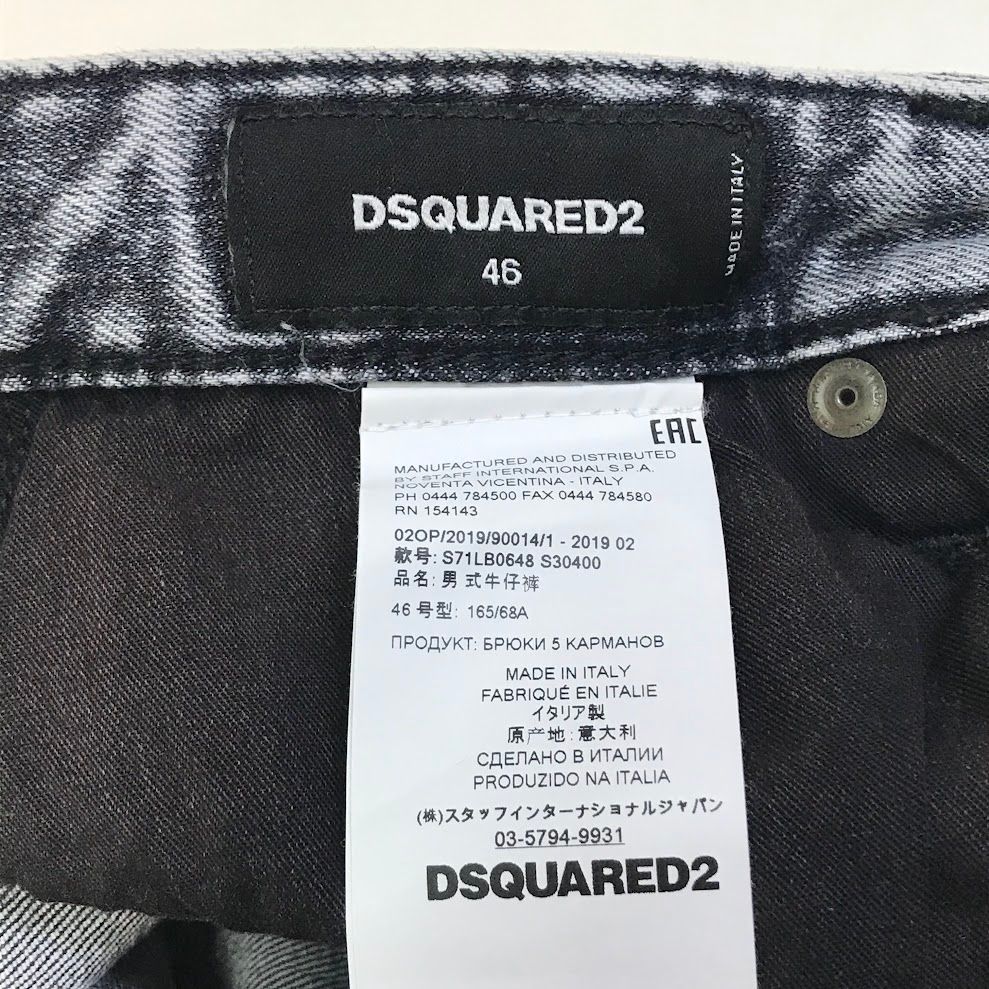 DSQUARED2
46
MADE IN ITALY
EAC
MANUFACTURED AND DISTRIBUTED
BY STAFF INTERNATIONAL S.P.A.
NOVENTA VICENTINA - ITALY
PH 0444 784500 FAX 0444 784580
RN 154143
02OP/2019/90014/1 - 2019 02
款号: S71LB0648 S30400
品名: 男 式牛仔裤
46 号型: 165/68A
ПРОДУКТ: БРЮКИ 5 КАРМАНОВ
MADE IN ITALY
FABRIQUÉ EN ITALIE
イタリア製
原产地: 意大利
СДЕЛАНО В ИТАЛИИ
PRODUZIDO NA ITALIA
(株)スタッフインターナショナルジャパン
03-5794-9931
DSQUARED2